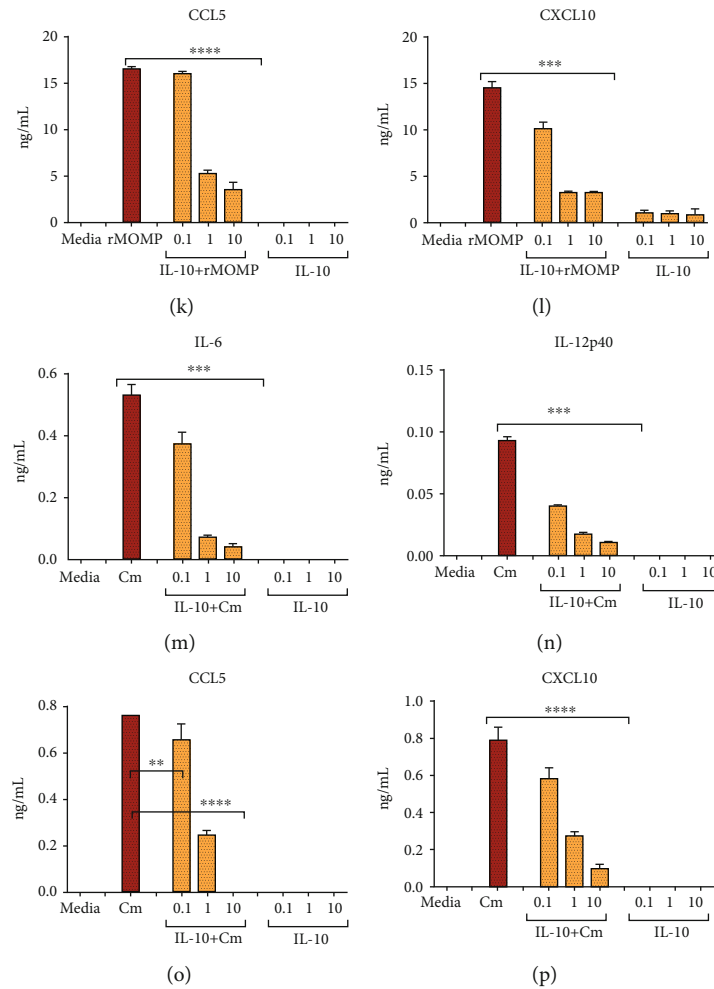 CCL5
ng/mL
20
15
10
5
0
****
Media rMOMP 0.1 1 10 0.1 1 10
IL-10+rMOMP IL-10
(k)
CXCL10
ng/mL
20
15
10
5
0
***
Media rMOMP 0.1 1 10 0.1 1 10
IL-10+rMOMP IL-10
(l)
IL-6
ng/mL
0.6
0.4
0.2
0.0
***
Media Cm 0.1 1 10 0.1 1 10
IL-10+Cm IL-10
(m)
IL-12p40
ng/mL
0.15
0.10
0.05
0.00
***
Media Cm 0.1 1 10 0.1 1 10
IL-10+Cm IL-10
(n)
CCL5
ng/mL
0.8
0.6
0.4
0.2
0.0
**
****
Media Cm 0.1 1 10 0.1 1 10
IL-10+Cm IL-10
(o)
CXCL10
ng/mL
1.0
0.8
0.6
0.4
0.2
0.0
****
Media Cm 0.1 1 10 0.1 1 10
IL-10+Cm IL-10
(p)